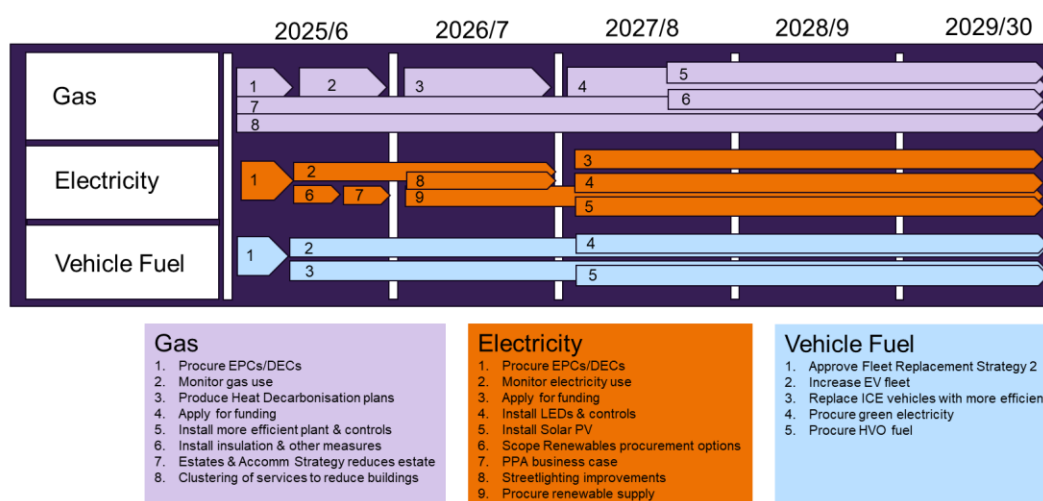 2025/6 2026/7 2027/8 2028/9 2029/30
Gas
1 2 3 4 5
6
7
8
Electricity
1 2 3
6 7 8 4
9 5
Vehicle Fuel
1 2 4
3 5
Gas
1. Procure EPCs/DECs
2. Monitor gas use
3. Produce Heat Decarbonisation plans
4. Apply for funding
5. Install more efficient plant & controls
6. Install insulation & other measures
7. Estates & Accomm Strategy reduces estate
8. Clustering of services to reduce buildings
Electricity
1. Procure EPCs/DECs
2. Monitor electricity use
3. Apply for funding
4. Install LEDs & controls
5. Install Solar PV
6. Scope Renewables procurement options
7. PPA business case
8. Streetlighting improvements
9. Procure renewable supply
Vehicle Fuel
1. Approve Fleet Replacement Strategy 2
2. Increase EV fleet
3. Replace ICE vehicles with more efficient
4. Procure green electricity
5. Procure HVO fuel